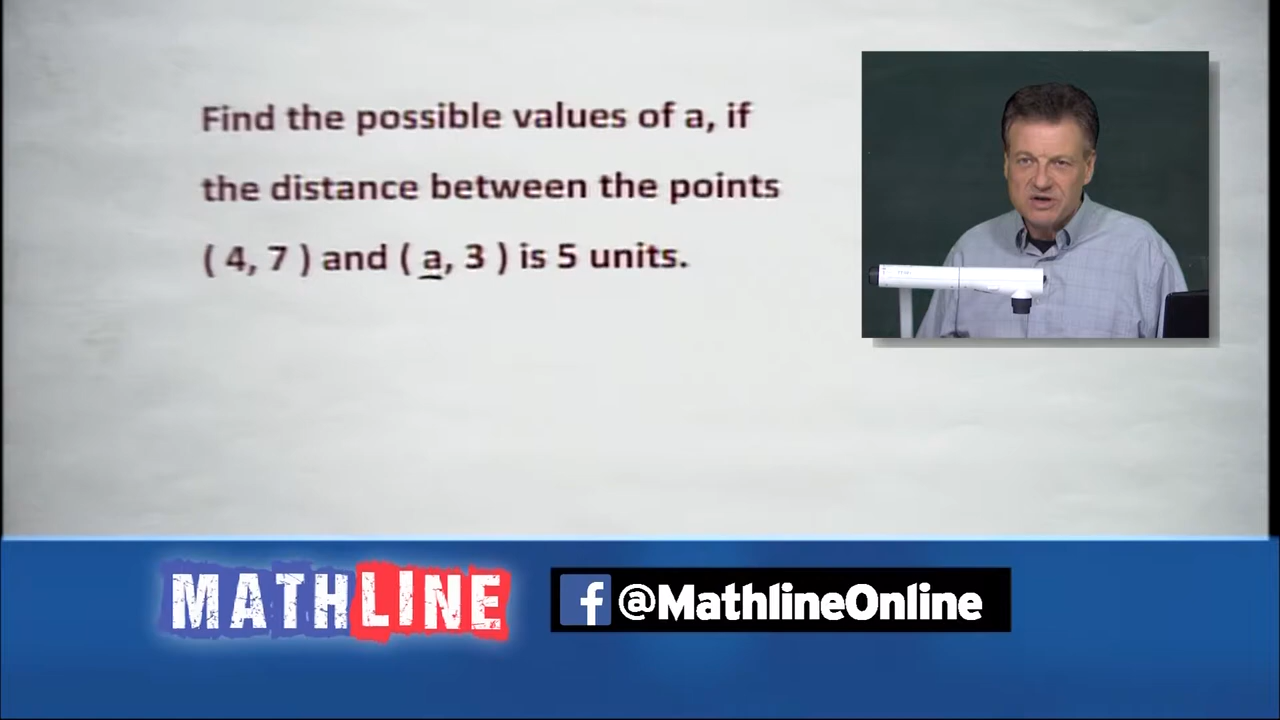 Find the possible values of a, if
the distance between the points
( 4, 7 ) and ( a, 3 ) is 5 units.
MATHLINE
f @MathlineOnline